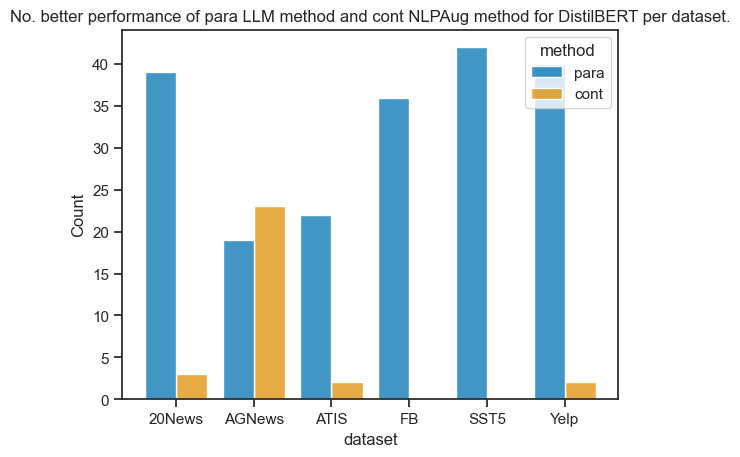 No. better performance of para LLM method and cont NLPAug method for DistilBERT per dataset.
method
para
cont
40
35
30
25
20
15
10
5
0
Count
20News AGNews ATIS FB SST5 Yelp
dataset